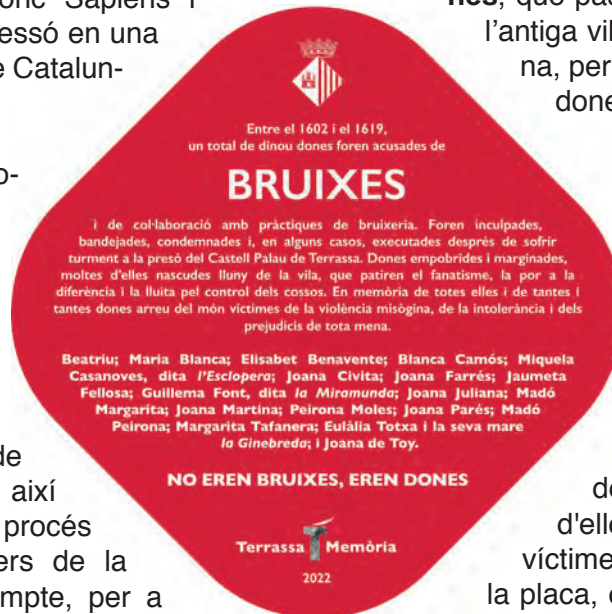 onc Sapiens i
essó en una
e Catalun-
o-
nes, que pas
l'antiga vil
na, per
done
Entre el 1602 i el 1619,
un total de dinou dones foren acusades de
BRUIXES
i de col·laboració amb pràctiques de bruixeria. Foren inculpades,
bandejades, condemnades i, en alguns casos, executades després de sofrir
turment a la presó del Castell Palau de Terrassa. Dones empobrides i marginades,
moltes d'elles nascudes lluny de la vila, que patiren el fanatisme, la por a la
diferència i la lluita pel control dels cossos. En memòria de totes elles i de tantes i
tantes dones arreu del món víctimes de la violència misògina, de la intolerància i dels
prejudicis de tota mena.
Beatriu; Maria Blanca; Elisabet Benavente; Blanca Camós; Miquela
Casanoves, dita l'Esclopera; Joana Civita; Joana Farrés; Jaumeta
Fellosa; Guillema Font, dita la Miramunda; Joana Juliana; Madó
Margarita; Joana Martina; Peirona Moles; Joana Parés; Madó
Peirona; Margarita Tafanera; Eulàlia Totxa i la seva mare
la Ginebreda; i Joana de Toy.
NO EREN BRUIXES, EREN DONES
Terrassa Memòria
2022
de
així
procés
ers de la
mpte, per a
de
d'elle
víctime
la placa,